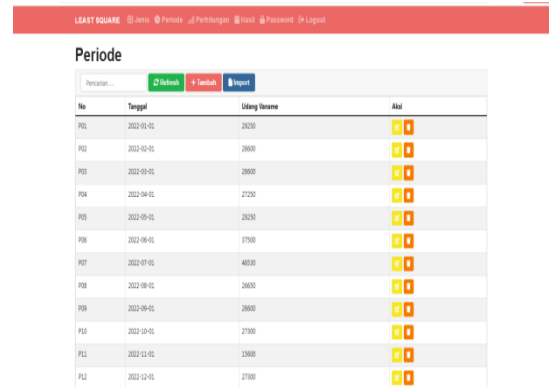 LEAST SQUARE Jenis Periode Perhitungan Hasil Password Logout
Periode
Pencarian ... Refresh + Tambah Import
No Tanggal Udang Vaname Aksi
P01 2022-01-01 29250
P02 2022-02-01 28600
P03 2022-03-01 28600
P04 2022-04-01 27250
P05 2022-05-01 29250
P06 2022-06-01 37500
P07 2022-07-01 46530
P08 2022-08-01 26650
P09 2022-09-01 28600
P10 2022-10-01 27300
P11 2022-11-01 15600
P12 2022-12-01 27300